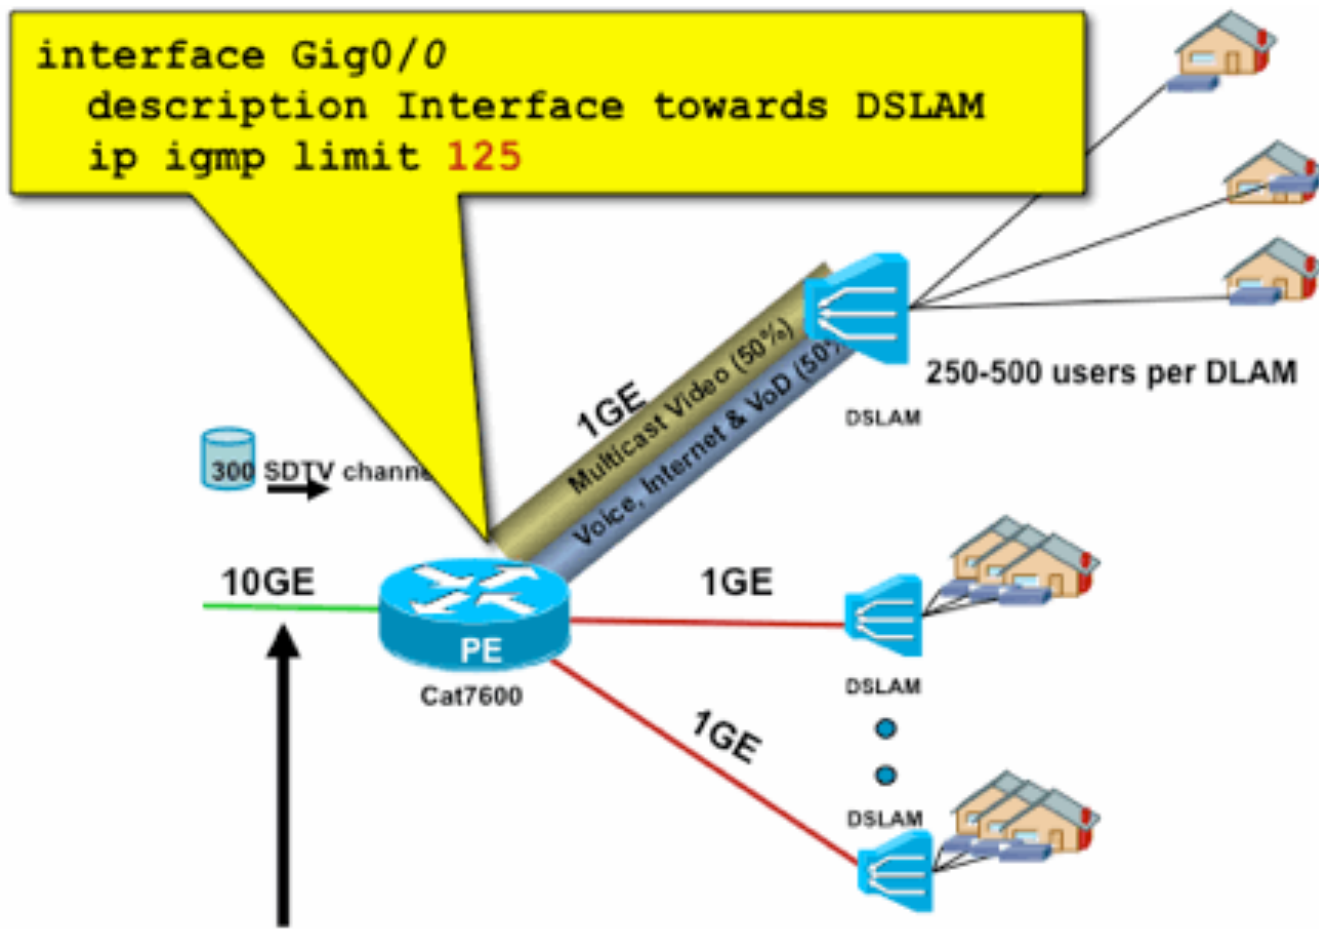 interface Gig0/0
description Interface towards DSLAM
ip igmp limit 125
1GE
Multicast Video (50%)
Voice, Internet & VoD (50%
250-500 users per DLAM
DSLAM
300 SDTV channe
10GE
1GE
PE
Cat7600
DSLAM
1GE
DSLAM